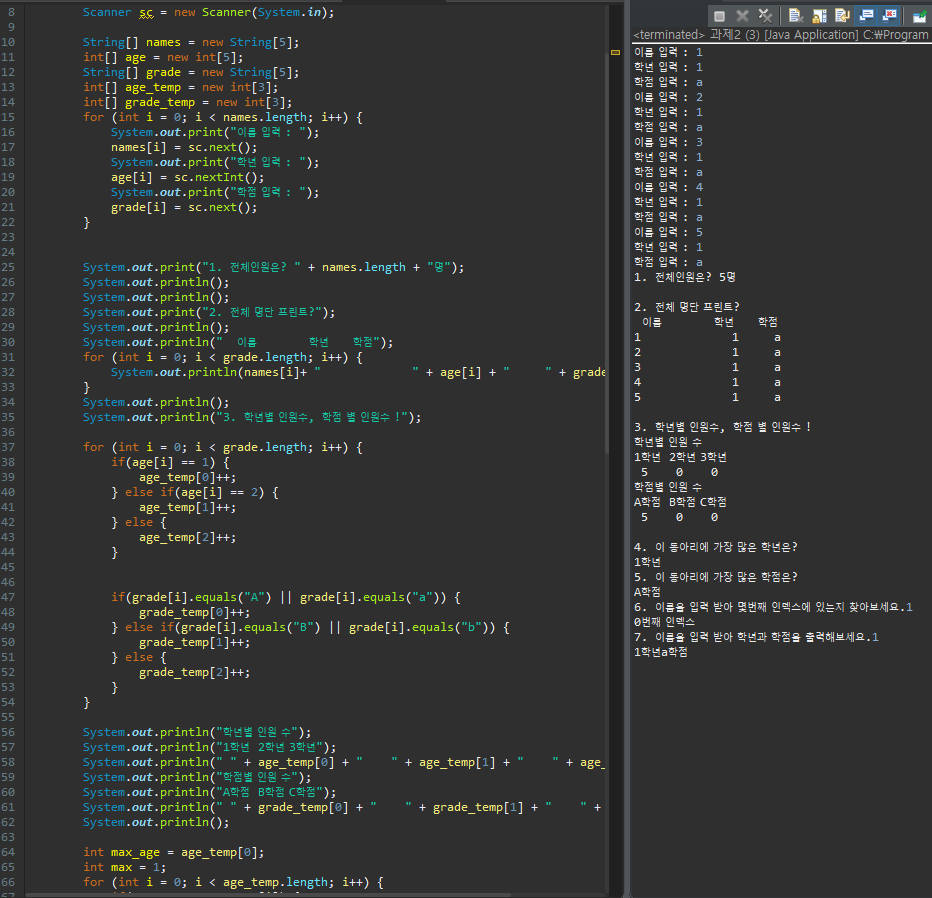 8 Scanner sc = new Scanner(System.in);
9
10 String[] names = new String[5];
11 int[] age = new int[5];
12 String[] grade = new String[5];
13 int[] age_temp = new int[3];
14 int[] grade_temp = new int[3];
15 for (int i = 0; i < names.length; i++) {
16 System.out.print("이름 입력 : ");
17 names[i] = sc.next();
18 System.out.print("학년 입력 : ");
19 age[i] = sc.nextInt();
20 System.out.print("학점 입력 : ");
21 grade[i] = sc.next();
22 }
23
24
25 System.out.print("1. 전체인원은? " + names.length + "명");
26 System.out.println();
27 System.out.println();
28 System.out.println("2. 전체 명단 프린트?");
29 System.out.println();
30 System.out.println("  이름        학년    학점");
31 for (int i = 0; i < grade.length; i++) {
32 System.out.println(names[i]+ "             " + age[i] + "     " + grade
33 }
34 System.out.println();
35 System.out.println("3. 학년별 인원수, 학점 별 인원수 !");
36
37 for (int i = 0; i < grade.length; i++) {
38 if(age[i] == 1) {
39 age_temp[0]++;
40 } else if(age[i] == 2) {
41 age_temp[1]++;
42 } else {
43 age_temp[2]++;
44 }
45
46
47 if(grade[i].equals("A") || grade[i].equals("a")) {
48 grade_temp[0]++;
49 } else if(grade[i].equals("B") || grade[i].equals("b")) {
50 grade_temp[1]++;
51 } else {
52 grade_temp[2]++;
53 }
54 }
55
56 System.out.println("학년별 인원 수");
57 System.out.println("1학년  2학년 3학년");
58 System.out.println(" " + age_temp[0] + "    " + age_temp[1] + "    " + age_
59 System.out.println("학점별 인원 수");
60 System.out.println("A학점  B학점 C학점");
61 System.out.println(" " + grade_temp[0] + "    " + grade_temp[1] + "    " +
62 System.out.println();
63
64 int max_age = age_temp[0];
65 int max = 1;
66 for (int i = 0; i < age_temp.length; i++) {
67
<terminated> 과제2 (3) [Java Application] C:₩Program
이름 입력 : 1
학년 입력 : 1
학점 입력 : a
이름 입력 : 2
학년 입력 : 1
학점 입력 : a
이름 입력 : 3
학년 입력 : 1
학점 입력 : a
이름 입력 : 4
학년 입력 : 1
학점 입력 : a
이름 입력 : 5
학년 입력 : 1
학점 입력 : a
1. 전체인원은? 5명

2. 전체 명단 프린트?
이름 학년 학점
1 1 a
2 1 a
3 1 a
4 1 a
5 1 a

3. 학년별 인원수, 학점 별 인원수 !
학년별 인원 수
1학년 2학년 3학년
5 0 0
학점별 인원 수
A학점 B학점 C학점
5 0 0

4. 이 동아리에 가장 많은 학년은?
1학년
5. 이 동아리에 가장 많은 학점은?
A학점
6. 이름을 입력 받아 몇번째 인덱스에 있는지 찾아보세요.1
0번째 인덱스
7. 이름을 입력 받아 학년과 학점을 출력해보세요.1
1학년a학점